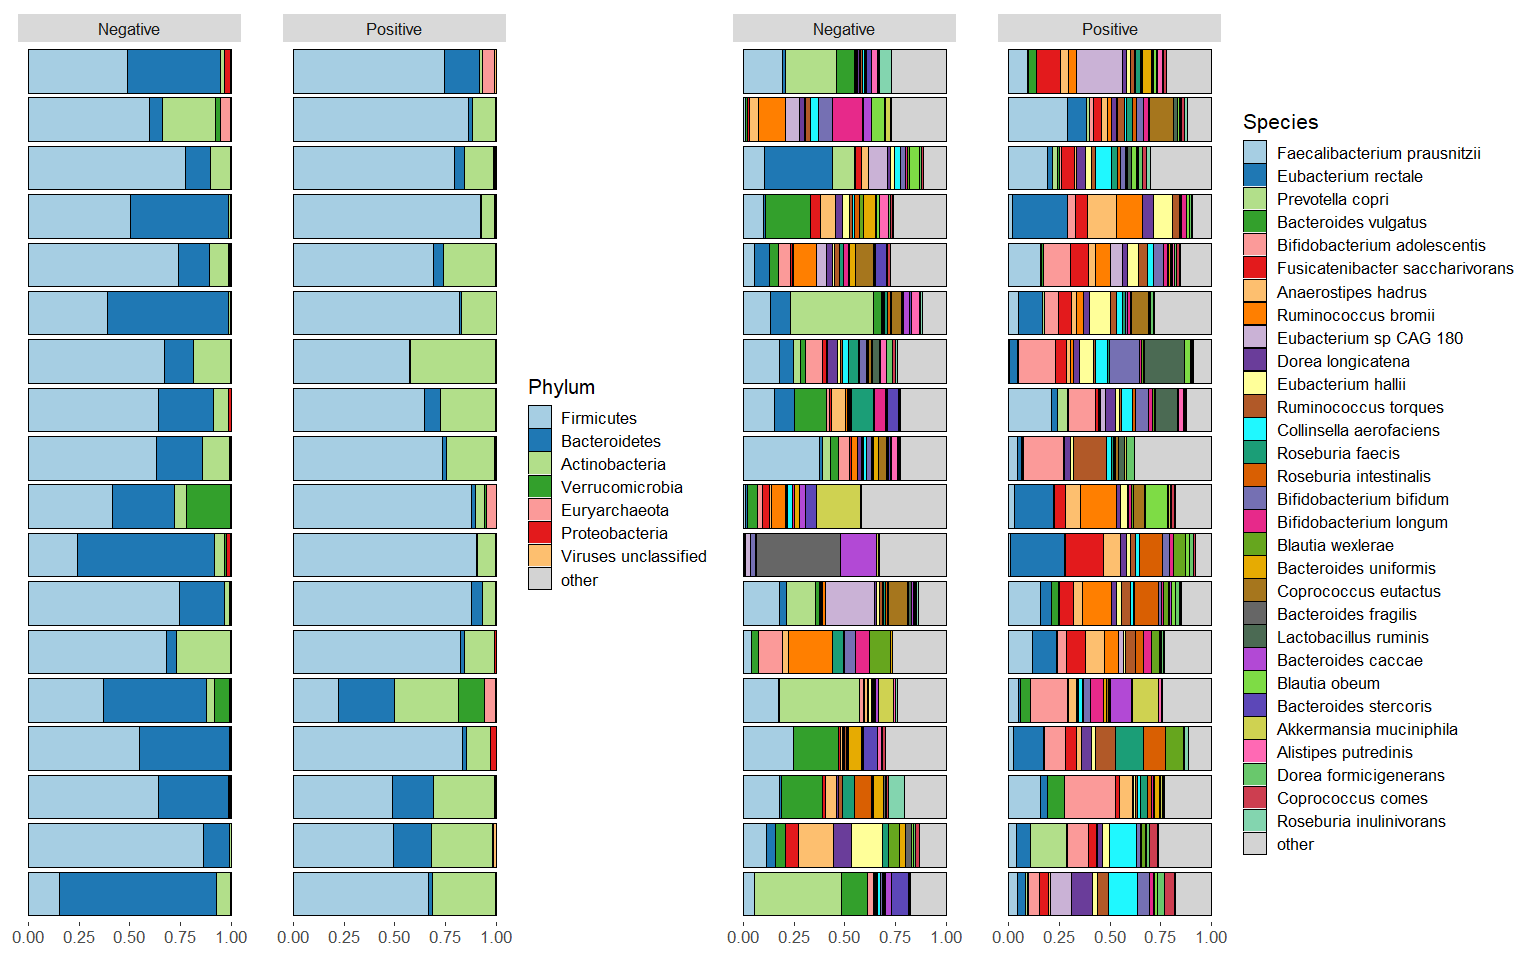 Negative
Positive
Negative
Positive
Phylum
Firmicutes
Bacteroidetes
Actinobacteria
Verrucomicrobia
Euryarchaeota
Proteobacteria
Viruses unclassified
other
Species
Faecalibacterium prausnitzii
Eubacterium rectale
Prevotella copri
Bacteroides vulgatus
Bifidobacterium adolescentis
Fusicatenibacter saccharivorans
Anaerostipes hadrus
Ruminococcus bromii
Eubacterium sp CAG 180
Dorea longicatena
Eubacterium hallii
Ruminococcus torques
Collinsella aerofaciens
Roseburia faecis
Roseburia intestinalis
Bifidobacterium bifidum
Bifidobacterium longum
Blautia wexlerae
Bacteroides uniformis
Coprococcus eutactus
Bacteroides fragilis
Lactobacillus ruminis
Bacteroides caccae
Blautia obeum
Bacteroides stercoris
Akkermansia muciniphila
Alistipes putredinis
Dorea formicigenerans
Coprococcus comes
Roseburia inulinivorans
other
0.00 0.25 0.50 0.75 1.00
0.00 0.25 0.50 0.75 1.00
0.00 0.25 0.50 0.75 1.00
0.00 0.25 0.50 0.75 1.00